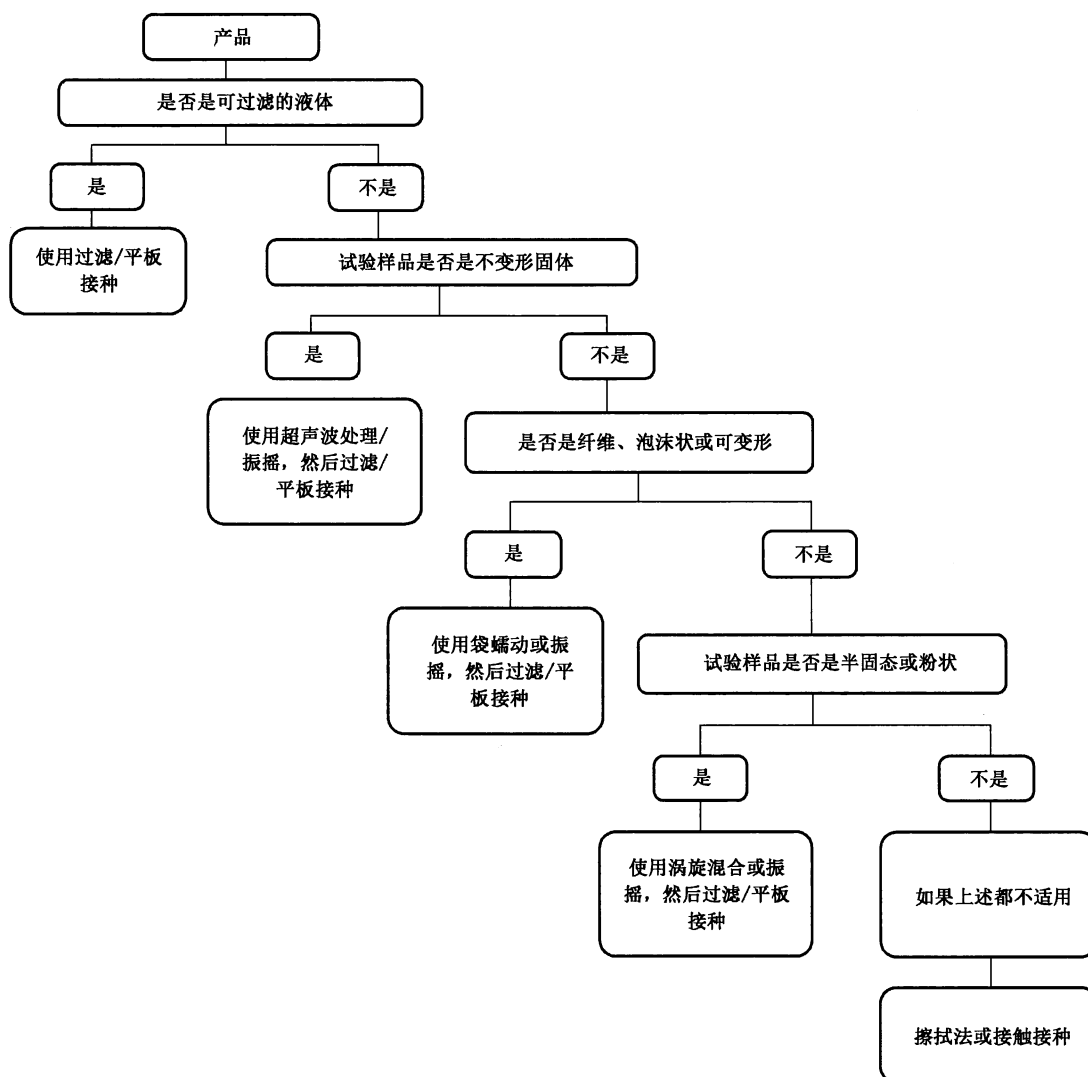 产品
是否是可过滤的液体
是
不是
使用过滤/平板
接种
试验样品是否是不变形固体
是
不是
使用超声波处理/
振摇，然后过滤/
平板接种
是否是纤维、泡沫状或可变形
是
不是
使用袋蠕动或振
摇，然后过滤/平
板接种
试验样品是否是半固态或粉状
是
不是
使用涡旋混合或振
摇，然后过滤/平板
接种
如果上述都不适用
擦拭法或接触接种